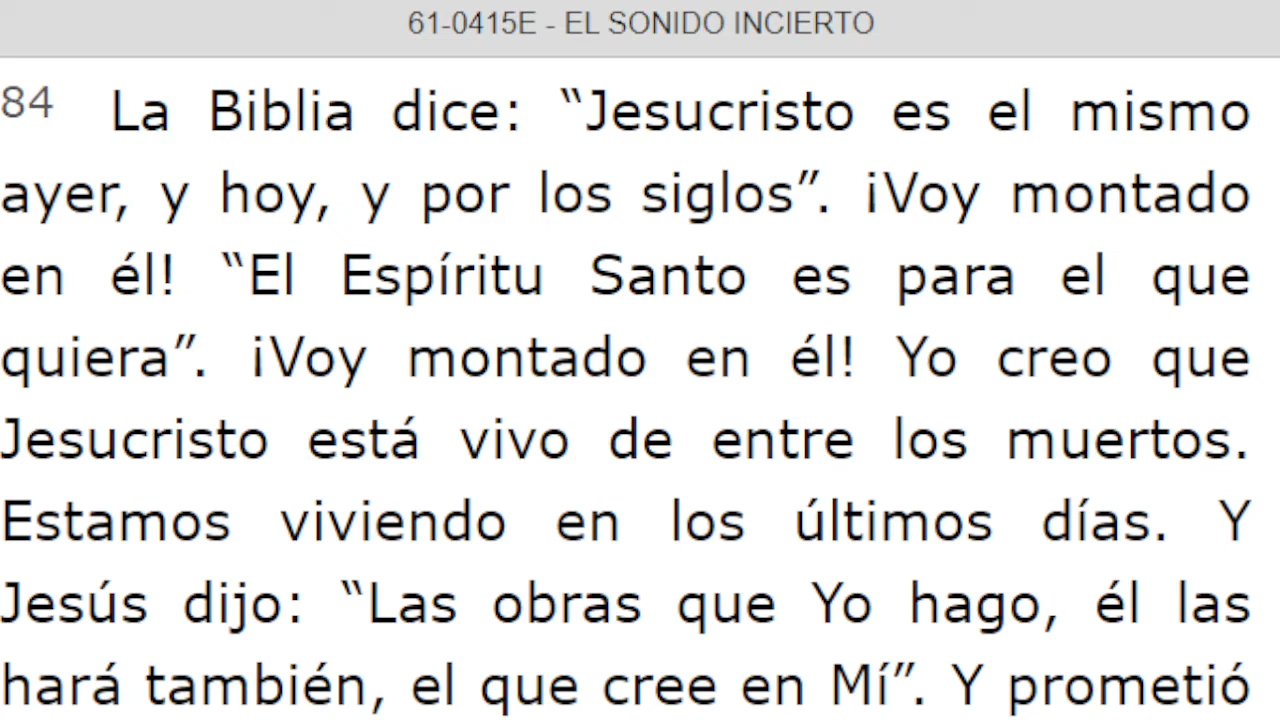 61-0415E - EL SONIDO INCIERTO
84 La Biblia dice: “Jesucristo es el mismo
ayer, y hoy, y por los siglos”. ¡Voy montado
en él! “El Espíritu Santo es para el que
quiera”. ¡Voy montado en él! Yo creo que
Jesucristo está vivo de entre los muertos.
Estamos viviendo en los últimos días. Y
Jesús dijo: “Las obras que Yo hago, él las
hará también, el que cree en Mí”. Y prometió